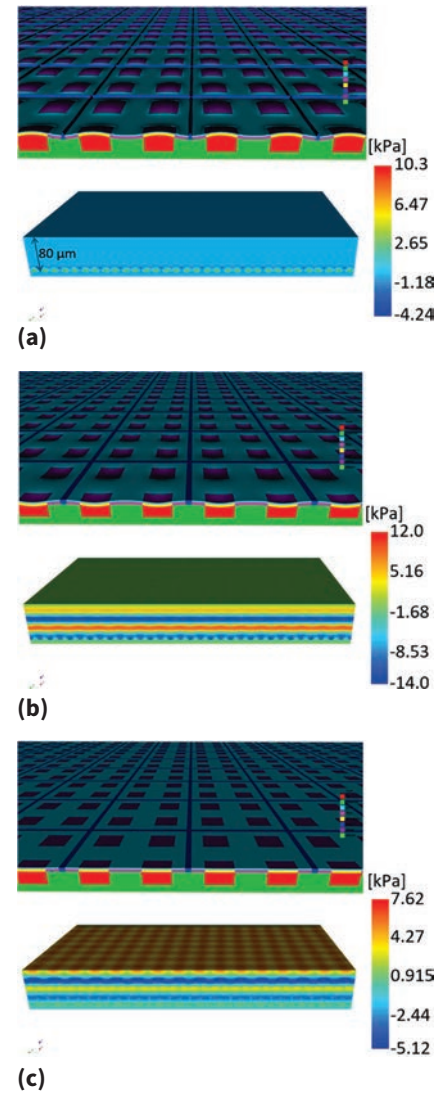 [kPa]
10.3
6.47
2.65
-1.18
-4.24
80 μm
(a)
[kPa]
12.0
5.16
-1.68
-8.53
-14.0
(b)
[kPa]
7.62
4.27
0.915
-2.44
-5.12
(c)